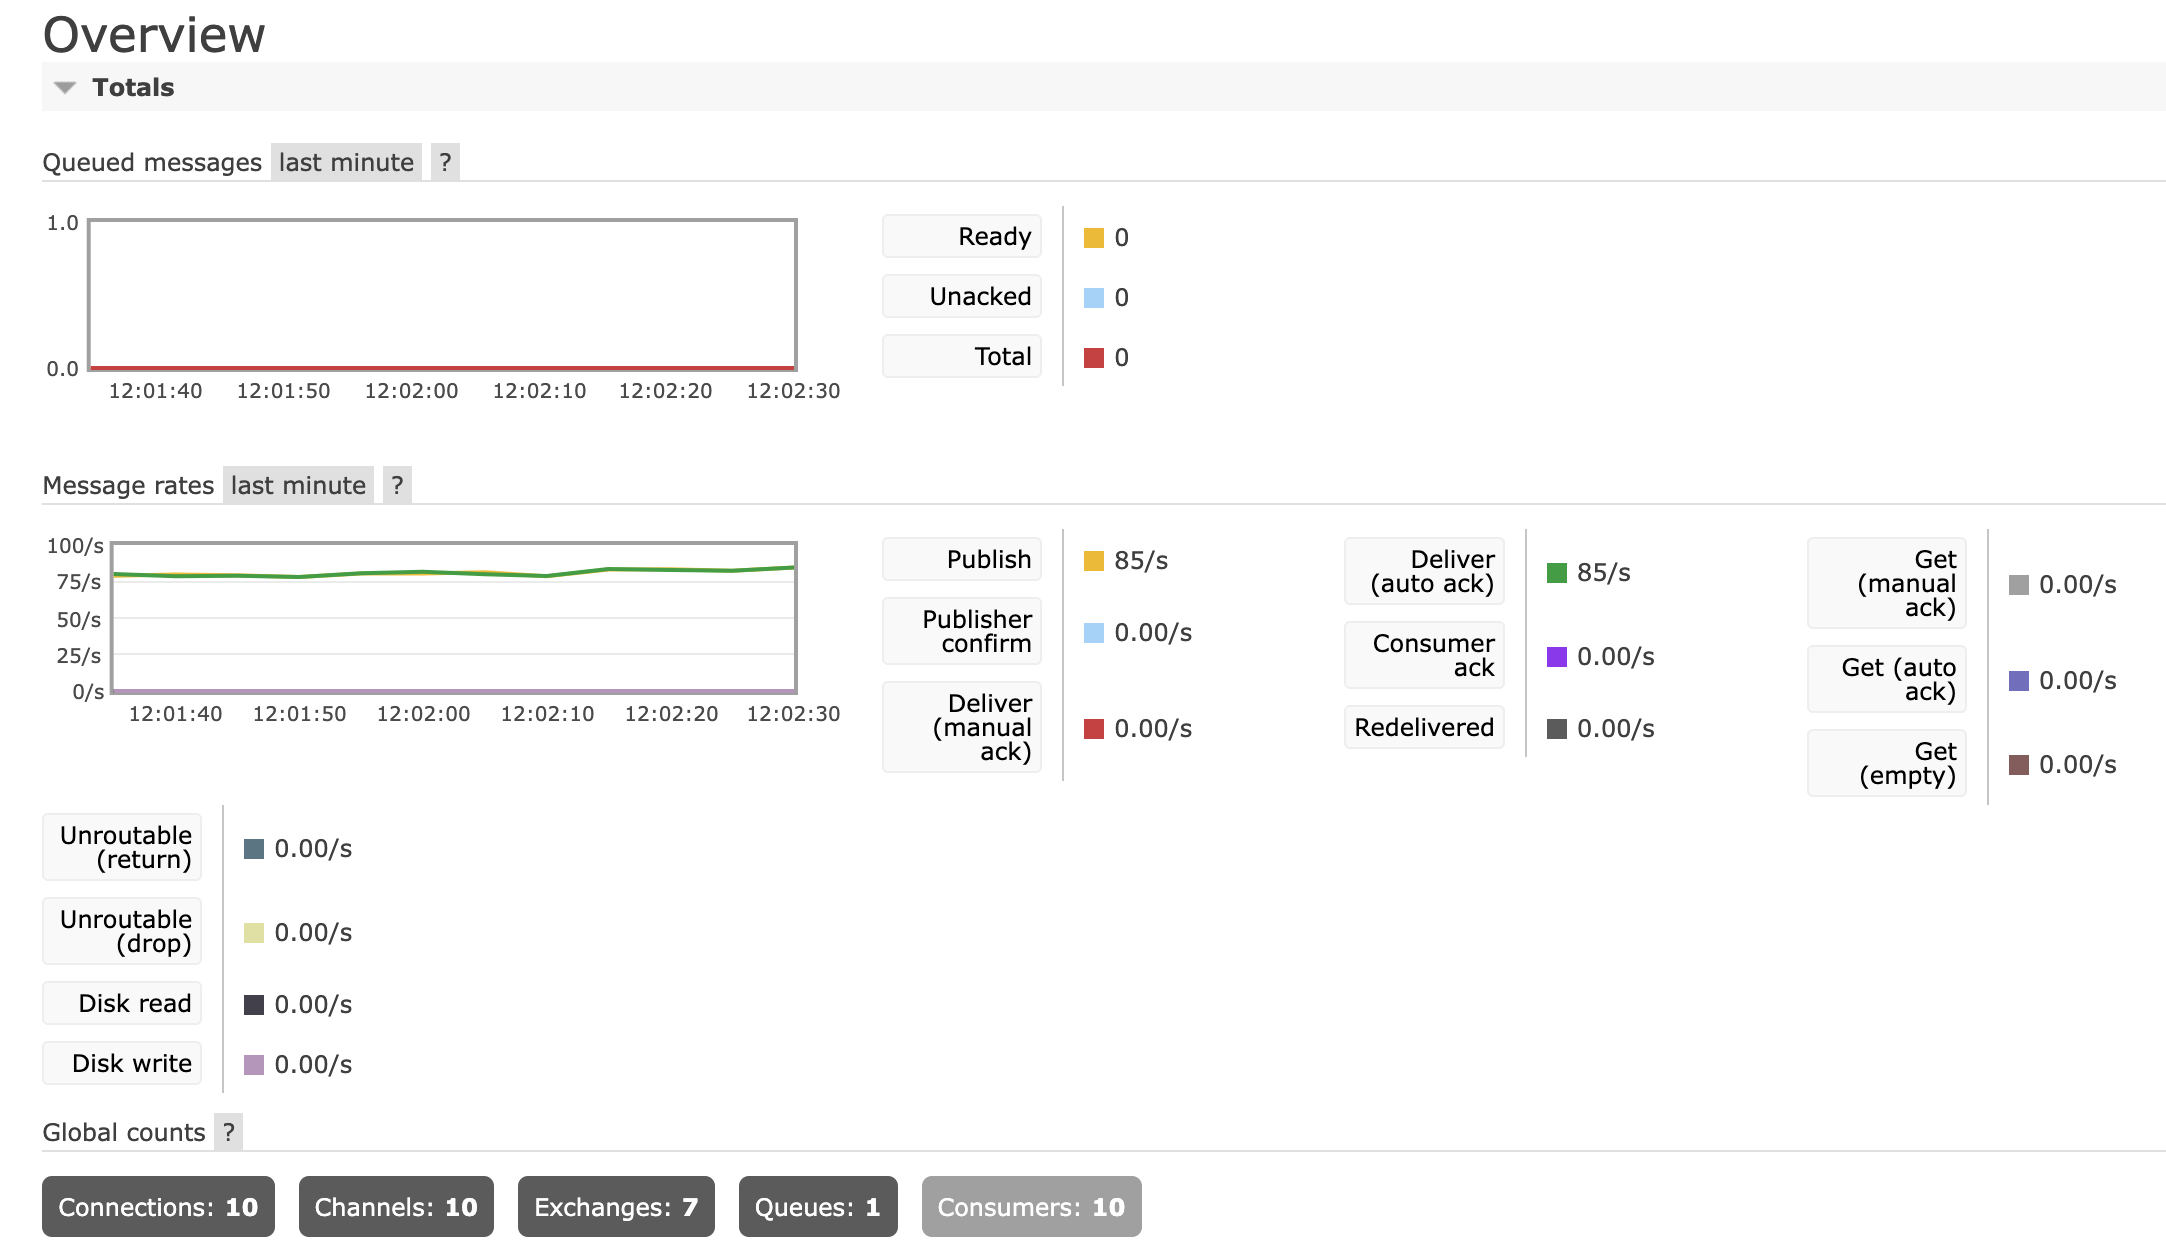 Overview
Totals
Queued messages last minute ?
1.0
0.0
12:01:40 12:01:50 12:02:00 12:02:10 12:02:20 12:02:30
Ready 0
Unacked 0
Total 0
Message rates last minute ?
100/s
75/s
50/s
25/s
0/s
12:01:40 12:01:50 12:02:00 12:02:10 12:02:20 12:02:30
Publish 85/s
Publisher
confirm 0.00/s
Deliver
(manual
ack) 0.00/s
Deliver
(auto ack) 85/s
Consumer
ack 0.00/s
Redelivered 0.00/s
Get
(manual
ack) 0.00/s
Get (auto
ack) 0.00/s
Get
(empty) 0.00/s
Unroutable
(return) 0.00/s
Unroutable
(drop) 0.00/s
Disk read 0.00/s
Disk write 0.00/s
Global counts ?
Connections: 10 Channels: 10 Exchanges: 7 Queues: 1 Consumers: 10